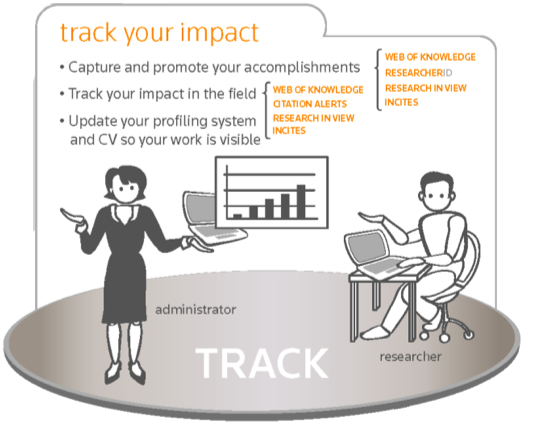 track your impact
• Capture and promote your accomplishments
WEB OF KNOWLEDGE
RESEARCHERID
RESEARCH IN VIEW
INCITES
• Track your impact in the field
• Update your profiling system
and CV so your work is visible
WEB OF KNOWLEDGE
CITATION ALERTS
RESEARCH IN VIEW
INCITES
administrator
researcher
TRACK